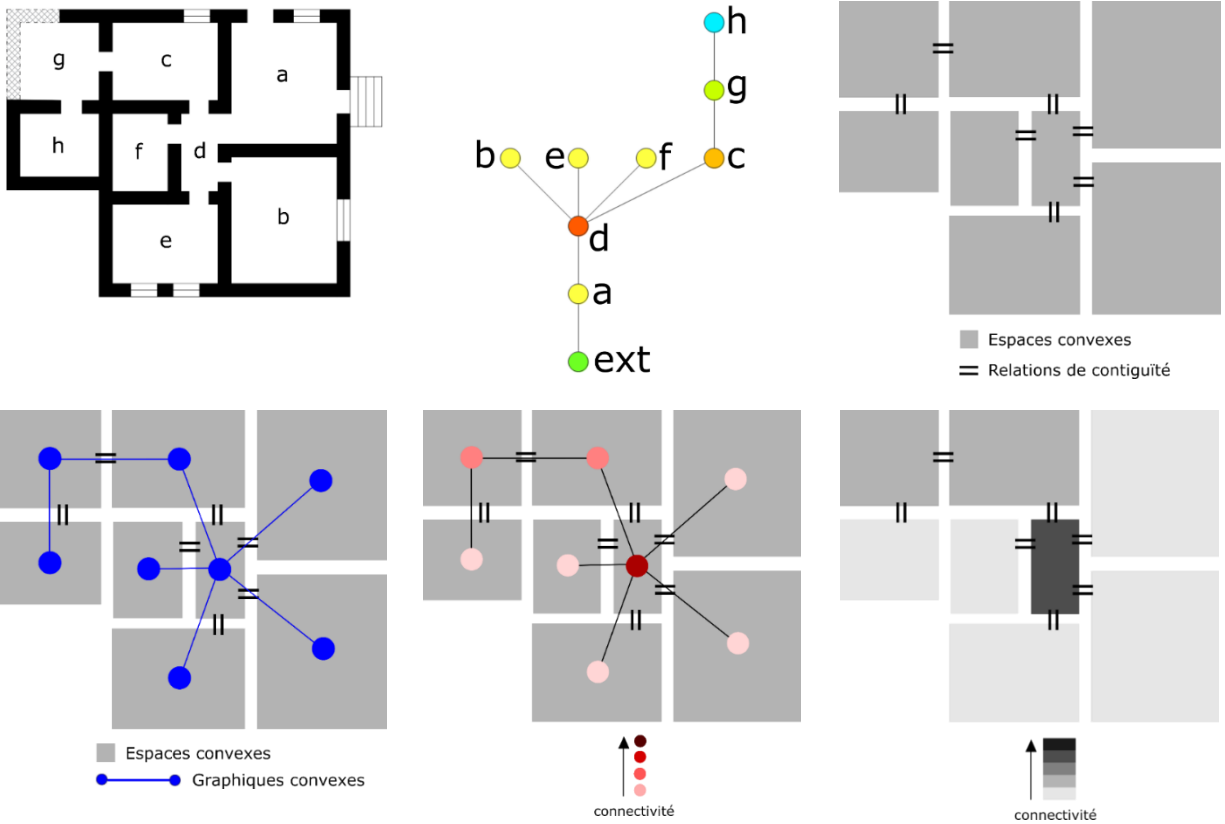 g
c
a
h
f
d
e
b
h
g
b
e
f
c
d
a
ext
Espaces convexes
Relations de contiguïté
Espaces convexes
Graphiques convexes
connectivité
connectivité